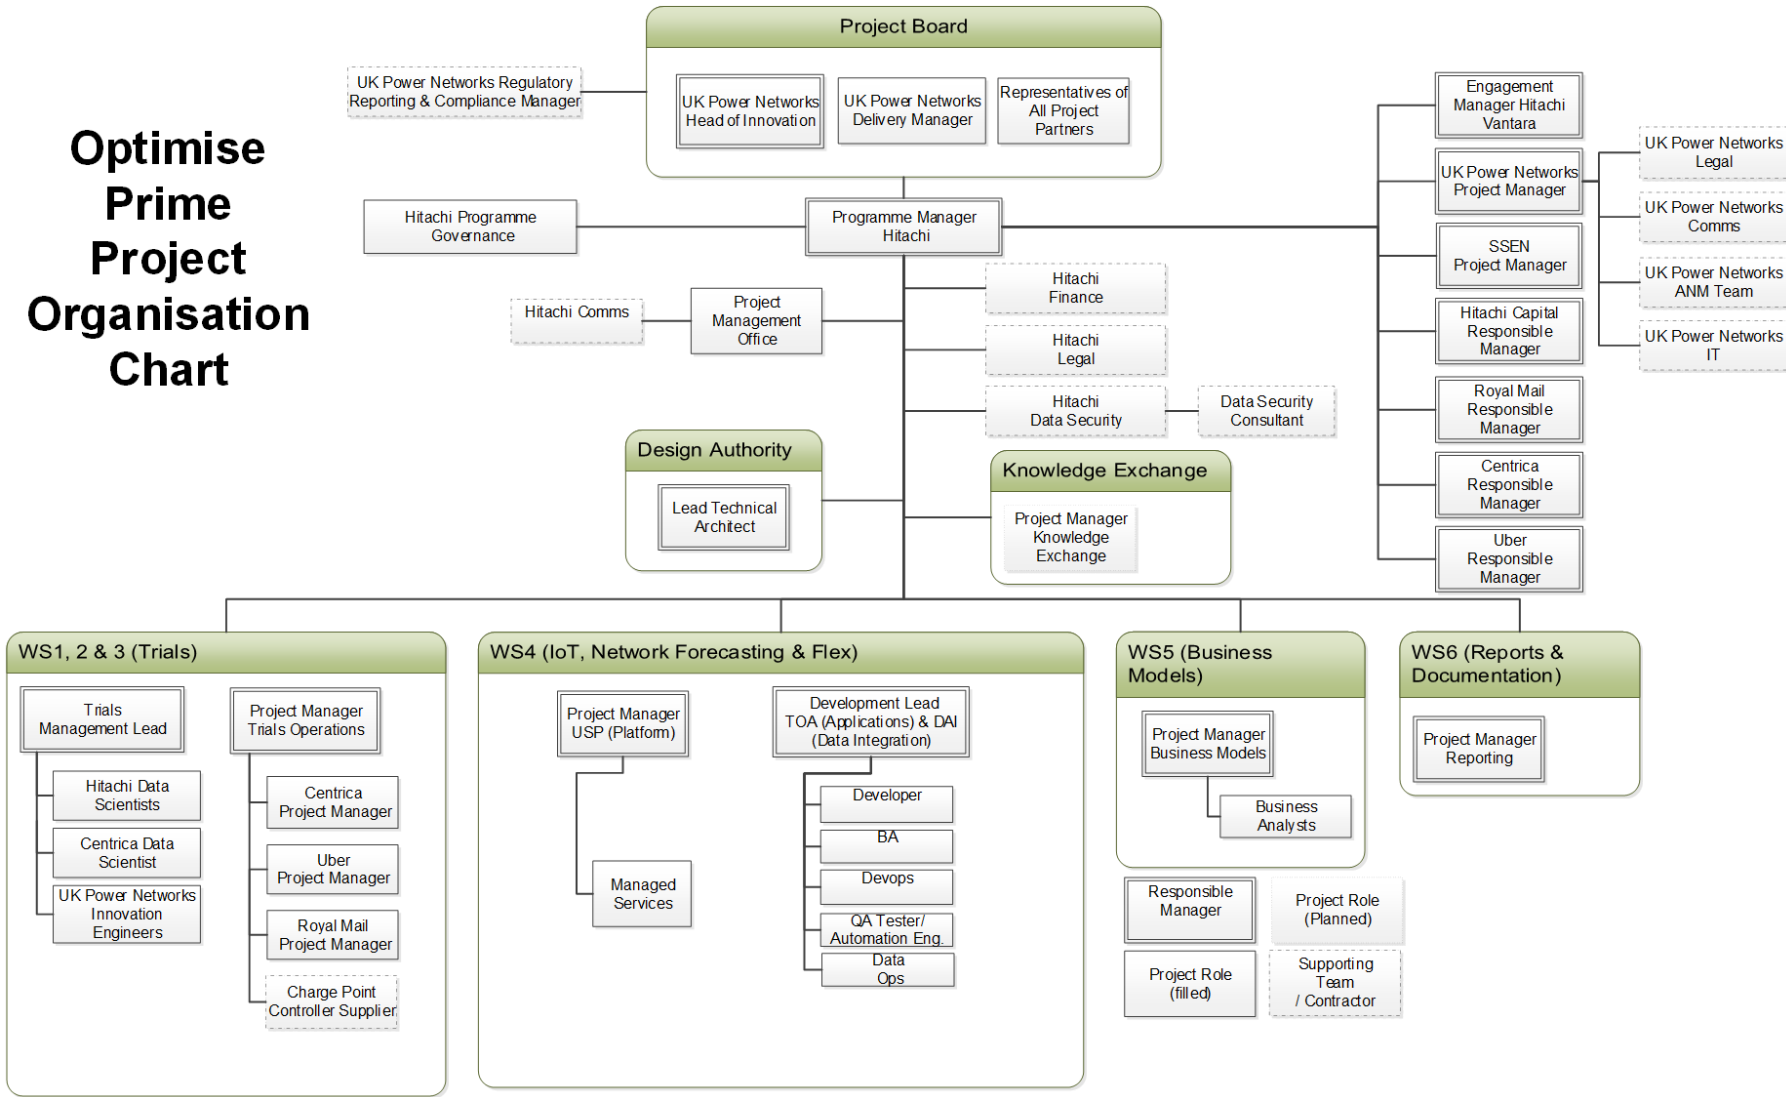 Optimise
Prime
Project
Organisation
Chart
Project Board
UK Power Networks Regulatory
Reporting & Compliance Manager
UK Power Networks
Head of Innovation
UK Power Networks
Delivery Manager
Representatives of
All Project
Partners
Hitachi Programme
Governance
Programme Manager
Hitachi
Engagement
Manager Hitachi
Vantara
UK Power Networks
Project Manager
SSEN
Project Manager
Hitachi Capital
Responsible
Manager
Royal Mail
Responsible
Manager
Centrica
Responsible
Manager
Uber
Responsible
Manager
UK Power Networks
Legal
UK Power Networks
Comms
UK Power Networks
ANM Team
UK Power Networks
IT
Hitachi Comms
Project
Management
Office
Hitachi
Finance
Hitachi
Legal
Hitachi
Data Security
Data Security
Consultant
Design Authority
Lead Technical
Architect
Knowledge Exchange
Project Manager
Knowledge
Exchange
WS1, 2 & 3 (Trials)
Trials
Management Lead
Hitachi Data
Scientists
Centrica Data
Scientist
UK Power Networks
Innovation
Engineers
Project Manager
Trials Operations
Centrica
Project Manager
Uber
Project Manager
Royal Mail
Project Manager
Charge Point
Controller Supplier
WS4 (IoT, Network Forecasting & Flex)
Project Manager
USP (Platform)
Managed
Services
Development Lead
TOA (Applications) & DAI
(Data Integration)
Developer
BA
Devops
QA Tester/
Automation Eng.
Data
Ops
WS5 (Business
Models)
Project Manager
Business Models
Business
Analysts
WS6 (Reports &
Documentation)
Project Manager
Reporting
Responsible
Manager
Project Role
(Planned)
Project Role
(filled)
Supporting
Team
/ Contractor